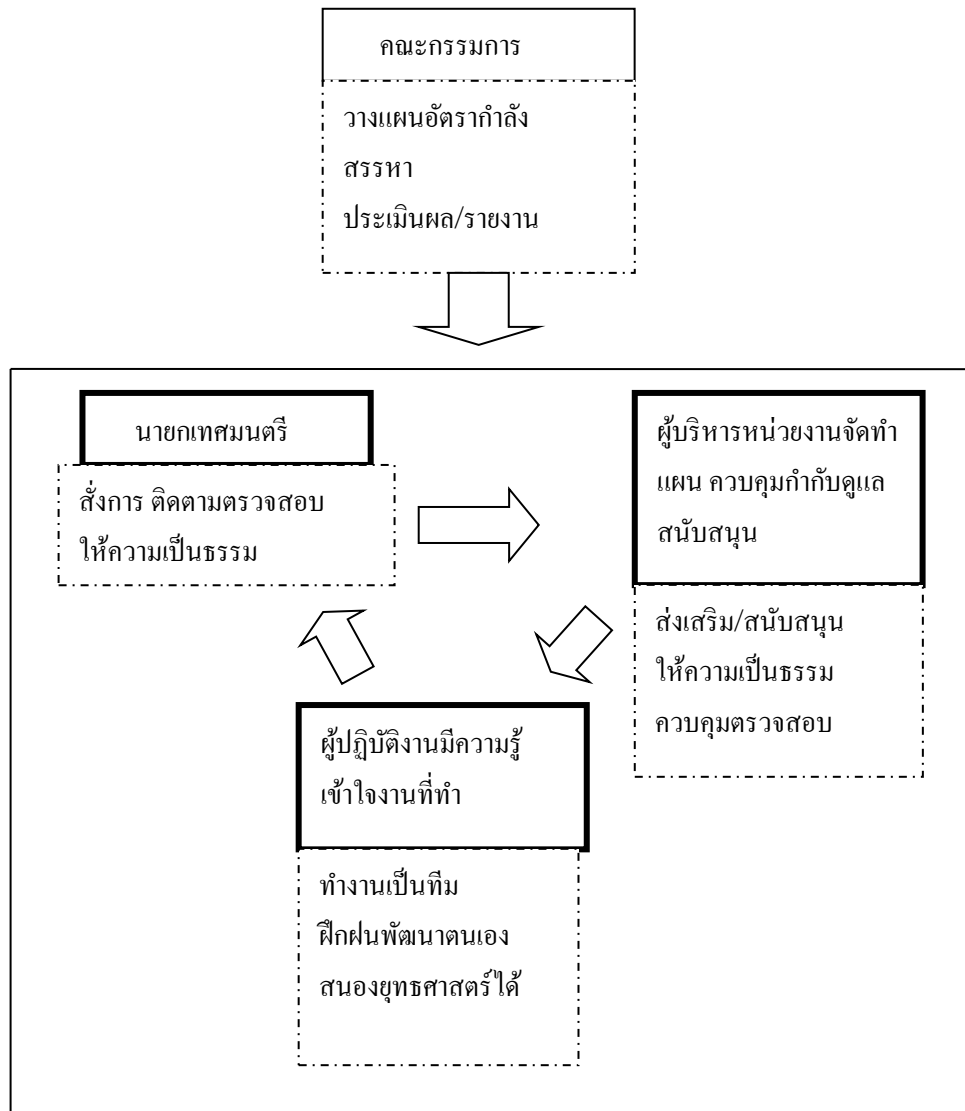 คณะกรรมการ
วางแผนอัตรากำลัง
สรรหา
ประเมินผล/รายงาน
นายกเทศมนตรี
สั่งการ ติดตามตรวจสอบ
ให้ความเป็นธรรม
ผู้บริหารหน่วยงานจัดทำ
แผน ควบคุมกำกับดูแล
สนับสนุน
ส่งเสริม/สนับสนุน
ให้ความเป็นธรรม
ควบคุมตรวจสอบ
ผู้ปฏิบัติงานมีความรู้
เข้าใจงานที่ทำ
ทำงานเป็นทีม
ฝึกฝนพัฒนาตนเอง
สนองยุทธศาสตร์ได้